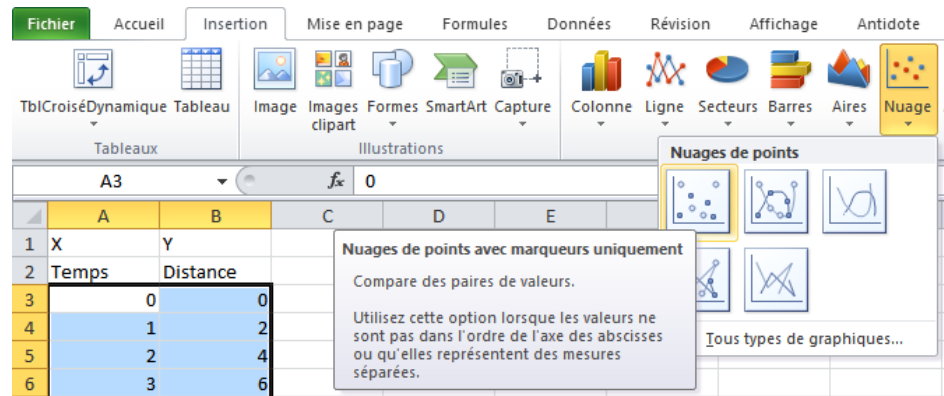 Fichier Accueil Insertion Mise en page Formules Données Révision Affichage Antidote
TblCroiséDynamique Tableau Image Images clipart Formes SmartArt Capture Colonne Ligne Secteurs Barres Aires Nuage
Tableaux Illustrations
Nuages de points
A3 fx 0
A B C D E
1 X Y
2 Temps Distance
3 0 0
4 1 2
5 2 4
6 3 6
Nuages de points avec marqueurs uniquement
Compare des paires de valeurs.
Utilisez cette option lorsque les valeurs ne
sont pas dans l'ordre de l'axe des abscisses
ou qu'elles représentent des mesures
séparées.
Tous types de graphiques...